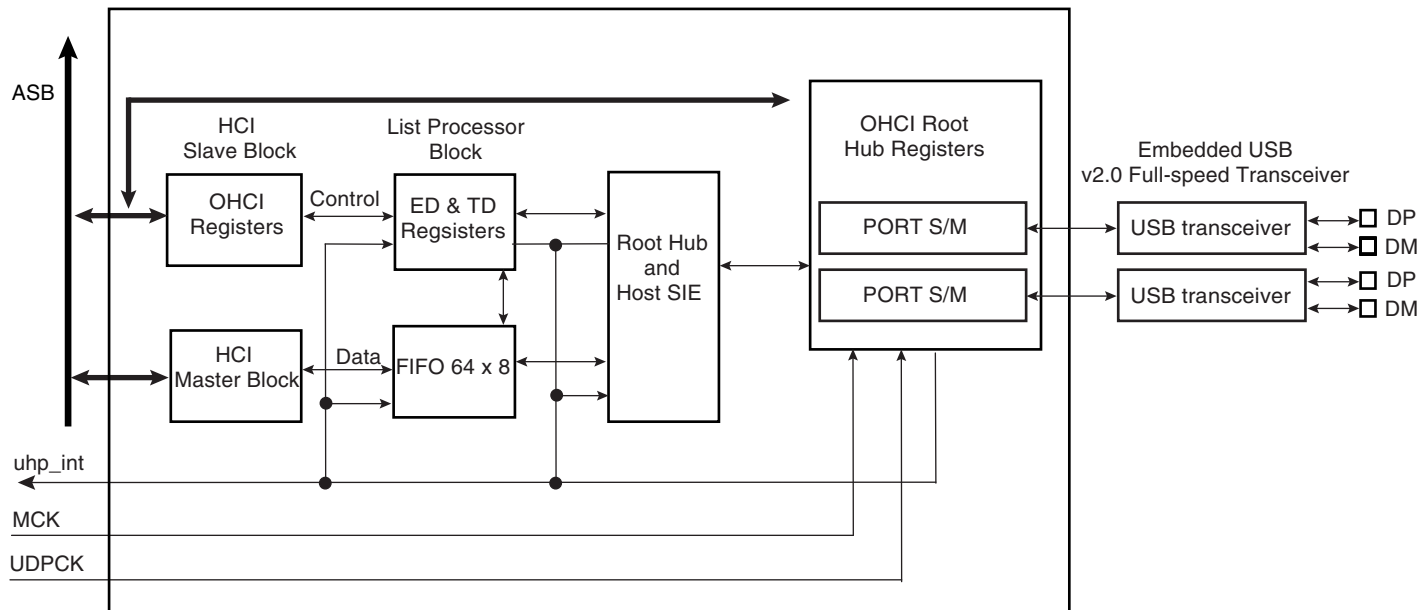 ASB
HCI
Slave Block
List Processor
Block
OHCI
Registers
Control
ED & TD
Regsisters
Root Hub
and
Host SIE
OHCI Root
Hub Registers
PORT S/M
PORT S/M
Embedded USB
v2.0 Full-speed Transceiver
USB transceiver
DP
DM
USB transceiver
DP
DM
HCI
Master Block
Data
FIFO 64 x 8
uhp_int
MCK
UDPCK